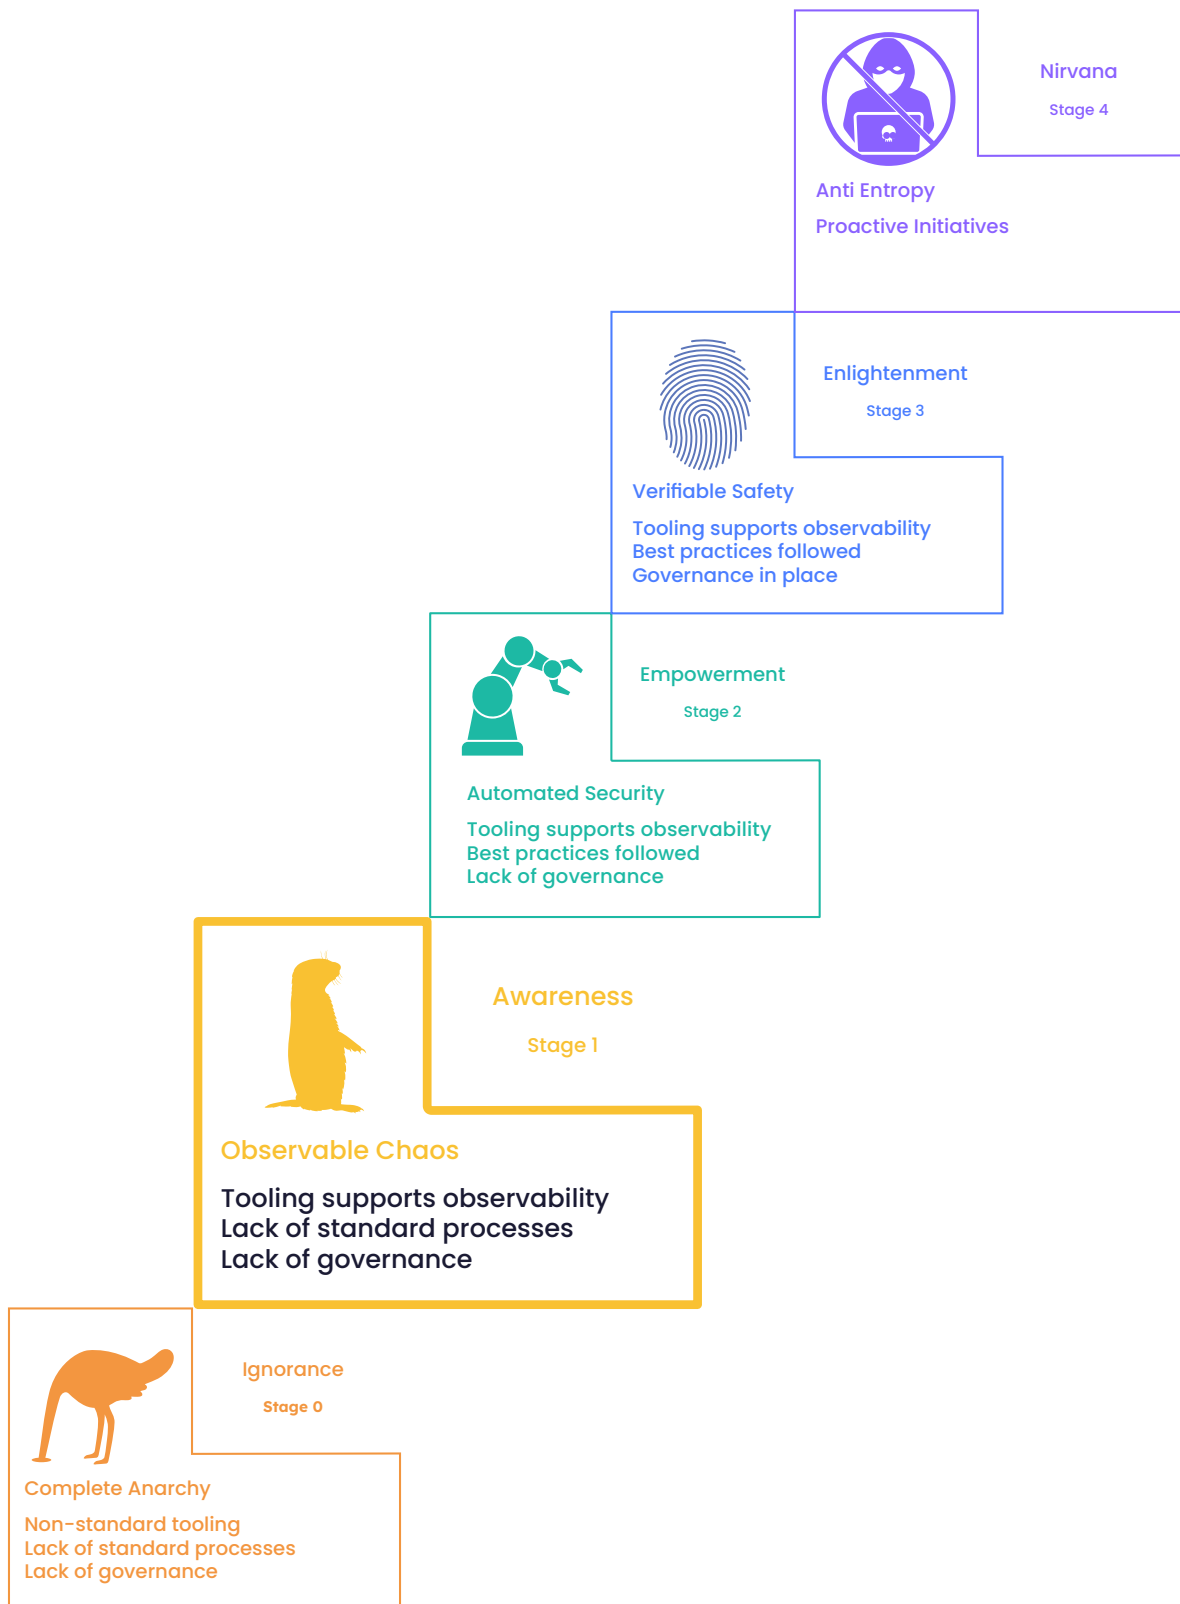 Nirvana
Stage 4
Anti Entropy
Proactive Initiatives
Enlightenment
Stage 3
Verifiable Safety
Tooling supports observability
Best practices followed
Governance in place
Empowerment
Stage 2
Automated Security
Tooling supports observability
Best practices followed
Lack of governance
Awareness
Stage 1
Observable Chaos
Tooling supports observability
Lack of standard processes
Lack of governance
Ignorance
Stage 0
Complete Anarchy
Non-standard tooling
Lack of standard processes
Lack of governance